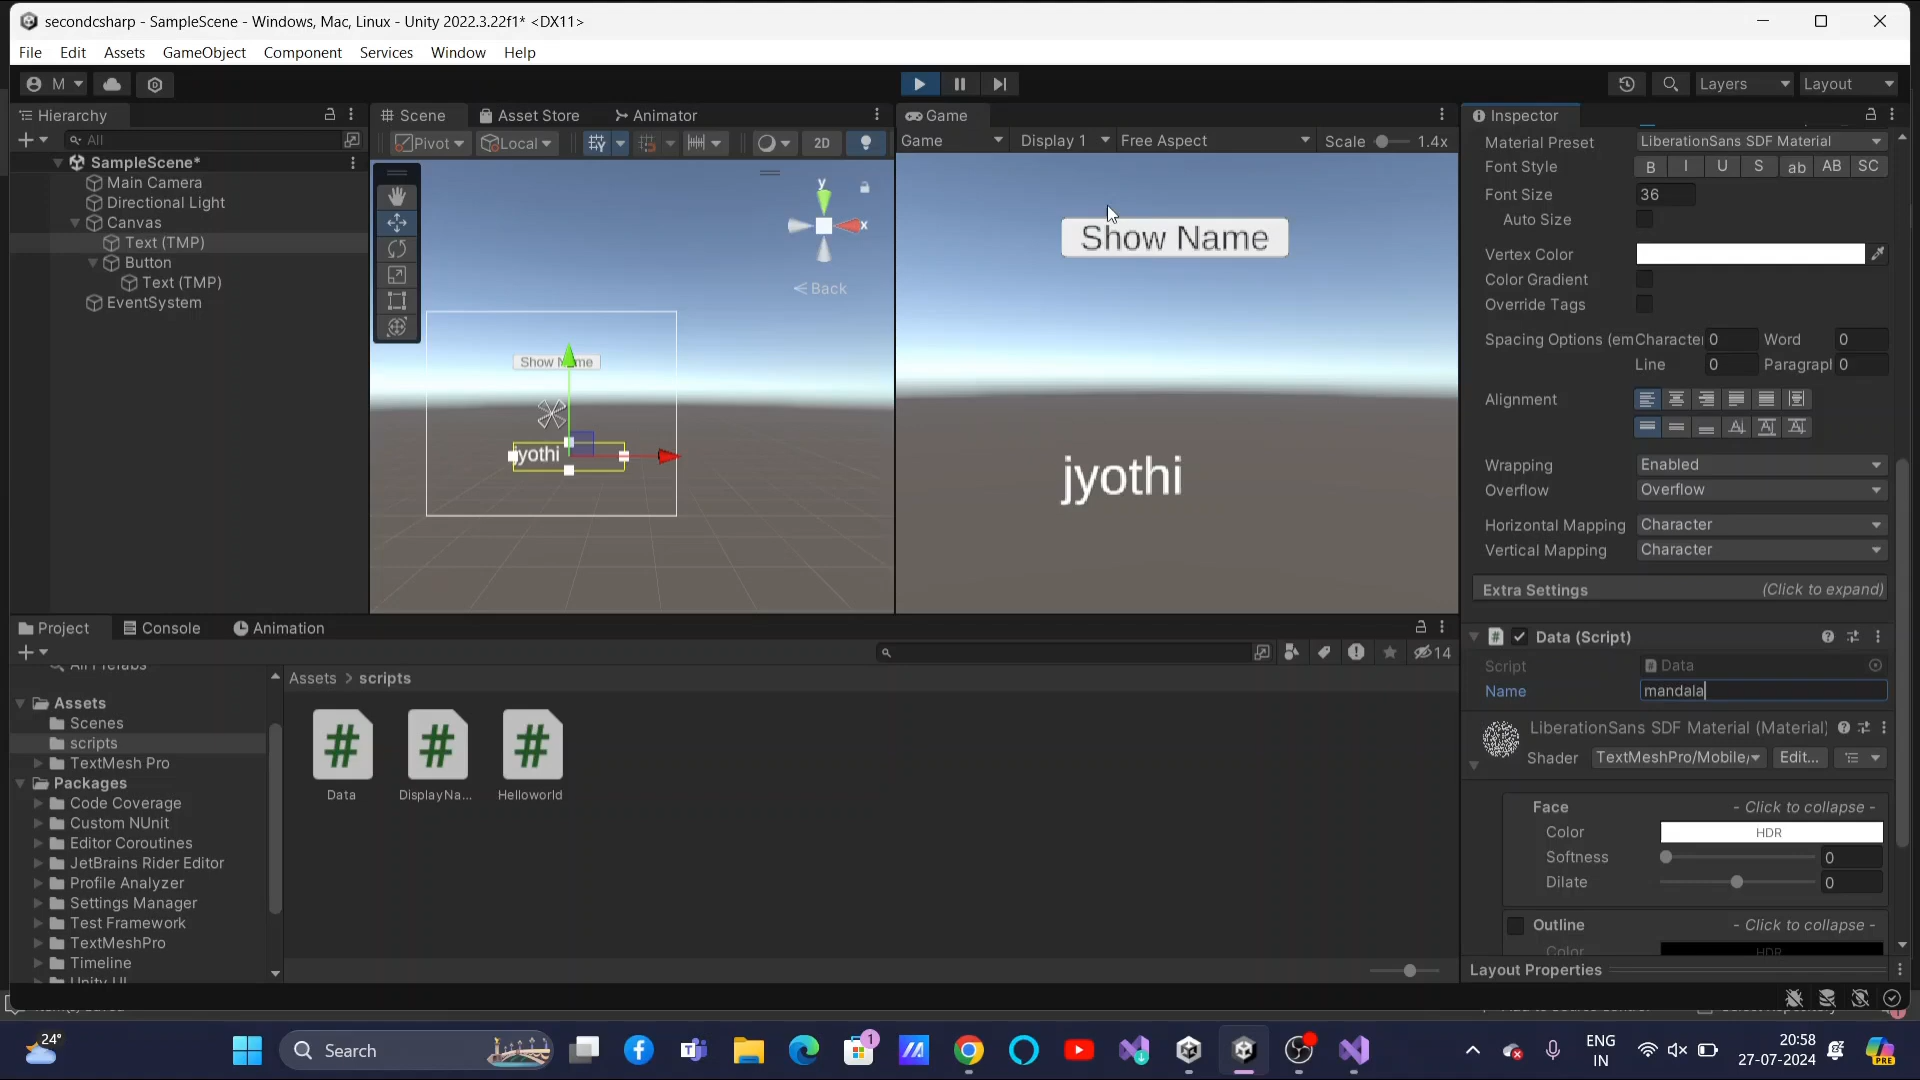 secondcsharp - SampleScene - Windows, Mac, Linux - Unity 2022.3.22f1* <DX11>
File Edit Assets GameObject Component Services Window Help
M Layers Layout
Hierarchy
All
SampleScene*
Main Camera
Directional Light
Canvas
Text (TMP)
Button
Text (TMP)
EventSystem
Scene Asset Store Animator
Pivot Local 2D
y
x
Back
Show Name
jyothi
Game
Game Display 1 Free Aspect Scale 1.4x
Show Name
jyothi
Inspector
Material Preset LiberationSans SDF Material
Font Style B I U S ab AB SC
Font Size 36
Auto Size
Vertex Color
Color Gradient
Override Tags
Spacing Options (em Character 0 Word 0
Line 0 Paragraph 0
Alignment
Wrapping Enabled
Overflow Overflow
Horizontal Mapping Character
Vertical Mapping Character
Extra Settings (Click to expand)
Data (Script)
Script Data
Name mandala
LiberationSans SDF Material (Material)
Shader TextMeshPro/Mobile/ Edit...
Face - Click to collapse -
Color HDR
Softness 0
Dilate 0
Outline - Click to collapse -
Color HDR
Layout Properties
Project Console Animation
14
All Prefabs
Assets
Scenes
scripts
TextMesh Pro
Packages
Code Coverage
Custom NUnit
Editor Coroutines
JetBrains Rider Editor
Profile Analyzer
Settings Manager
Test Framework
TextMeshPro
Timeline
Unity UI
Assets > scripts
Data DisplayNa... Helloworld
24°
Search
1
ENG
IN
20:58
27-07-2024
PRE